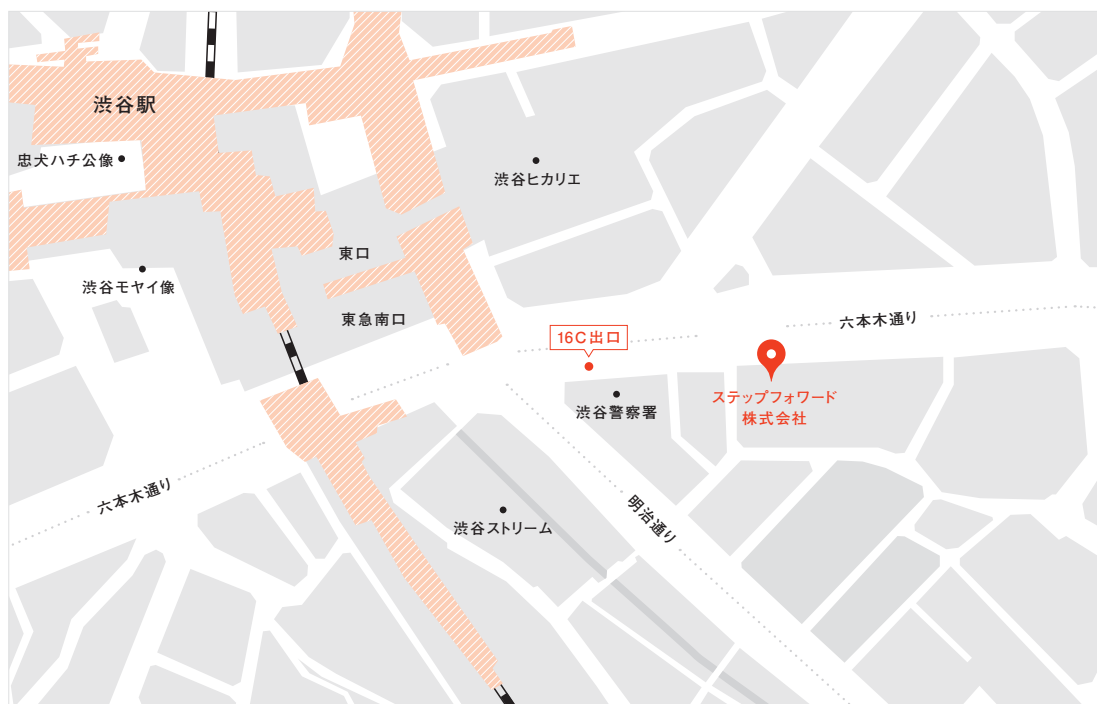 渋谷駅
忠犬ハチ公像
渋谷ヒカリエ
東口
渋谷モヤイ像
東急南口
六本木通り
16C出口
ステップフォワード
株式会社
渋谷警察署
六本木通り
明治通り
渋谷ストリーム